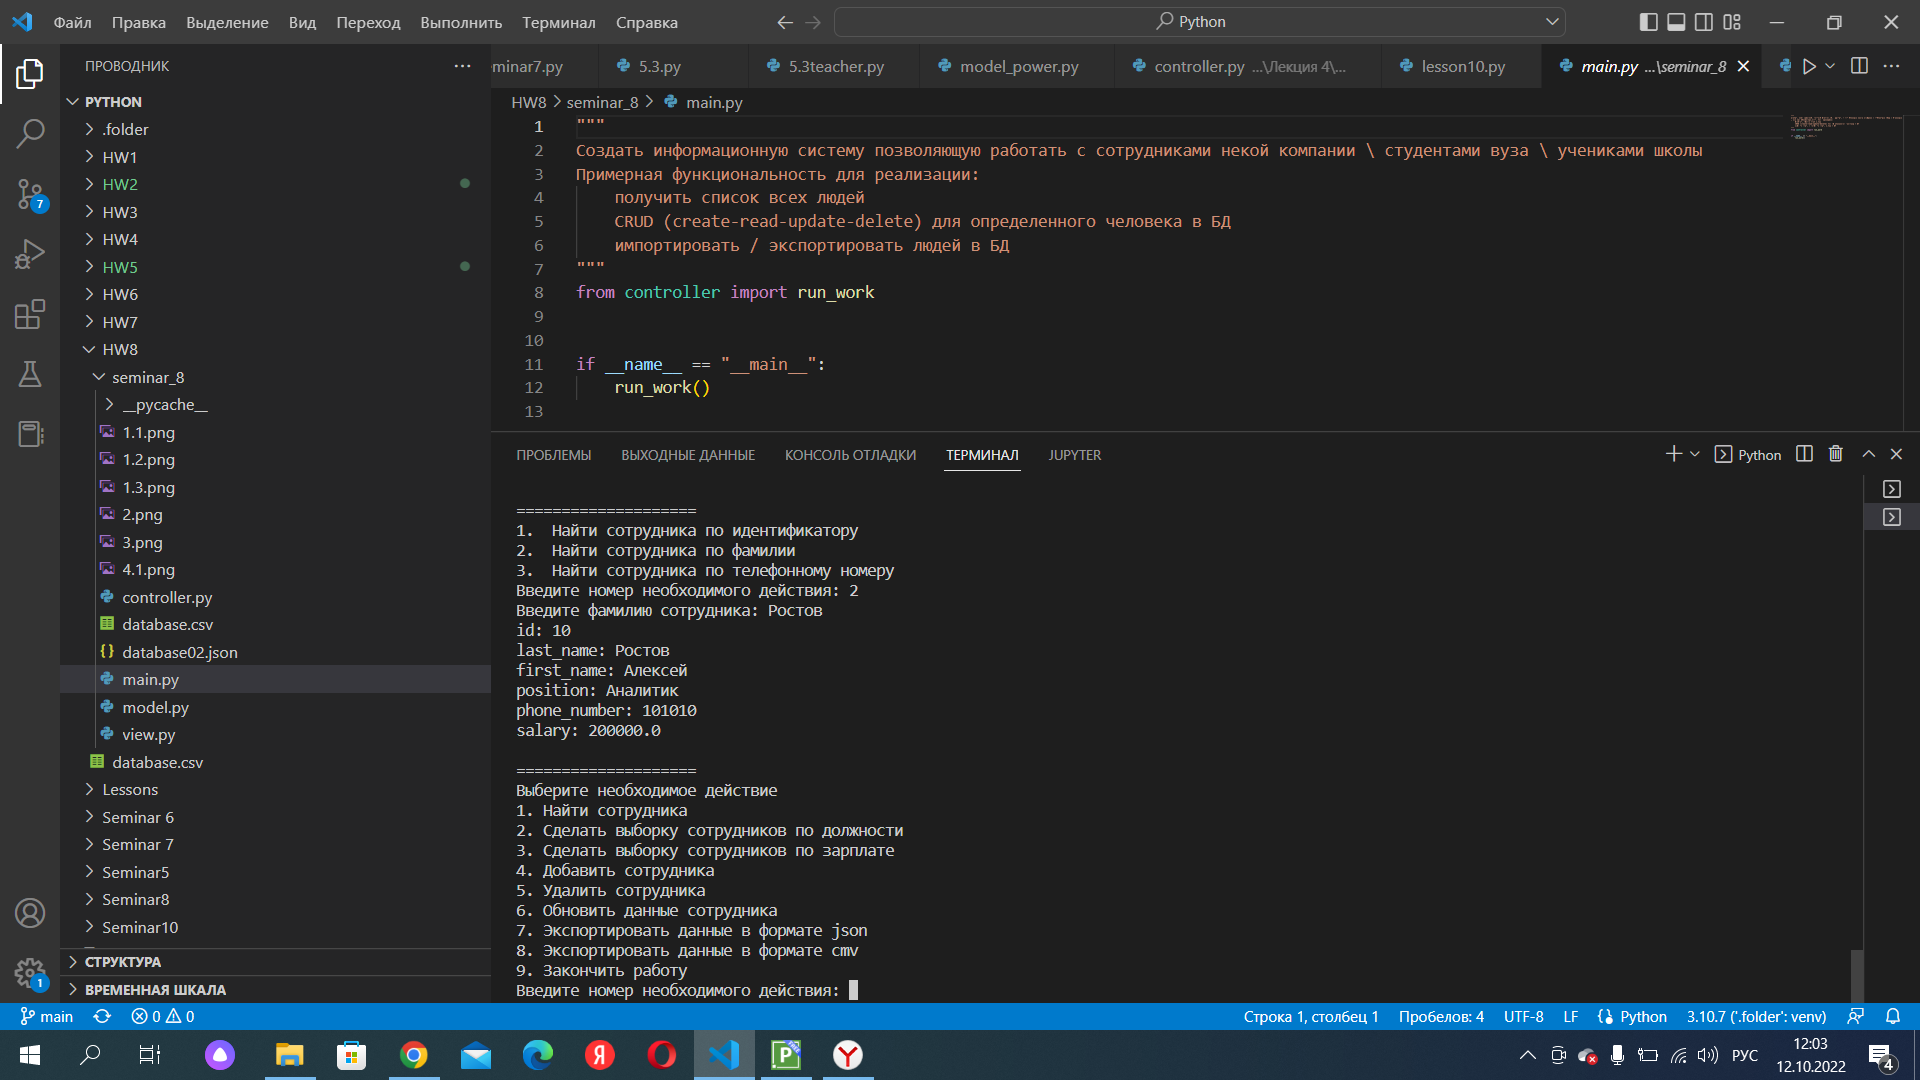 Файл Правка Выделение Вид Переход Выполнить Терминал Справка
Python
ПРОВОДНИК
minar7.py 5.3.py 5.3teacher.py model_power.py controller.py ...\Лекция 4\... lesson10.py main.py ...\seminar_8
PYTHON
.folder
HW1
HW2
HW3
HW4
HW5
HW6
HW7
HW8
seminar_8
__pycache__
1.1.png
1.2.png
1.3.png
2.png
3.png
4.1.png
controller.py
database.csv
database02.json
main.py
model.py
view.py
database.csv
Lessons
Seminar 6
Seminar 7
Seminar5
Seminar8
Seminar10
СТРУКТУРА
ВРЕМЕННАЯ ШКАЛА
7
1
HW8 > seminar_8 > main.py
1 """
2 Создать информационную систему позволяющую работать с сотрудниками некой компании \ студентами вуза \ учениками школы
3 Примерная функциональность для реализации:
4 получить список всех людей
5 CRUD (create-read-update-delete) для определенного человека в БД
6 импортировать / экспортировать людей в БД
7 """
8 from controller import run_work
9
10
11 if __name__ == "__main__":
12 run_work()
13
ПРОБЛЕМЫ ВЫХОДНЫЕ ДАННЫЕ КОНСОЛЬ ОТЛАДКИ ТЕРМИНАЛ JUPYTER
Python
====================
1.  Найти сотрудника по идентификатору
2.  Найти сотрудника по фамилии
3.  Найти сотрудника по телефонному номеру
Введите номер необходимого действия: 2
Введите фамилию сотрудника: Ростов
id: 10
last_name: Ростов
first_name: Алексей
position: Аналитик
phone_number: 101010
salary: 200000.0
====================
Выберите необходимое действие
1. Найти сотрудника
2. Сделать выборку сотрудников по должности
3. Сделать выборку сотрудников по зарплате
4. Добавить сотрудника
5. Удалить сотрудника
6. Обновить данные сотрудника
7. Экспортировать данные в формате json
8. Экспортировать данные в формате cmv
9. Закончить работу
Введите номер необходимого действия:
main 0 0 Строка 1, столбец 1 Пробелов: 4 UTF-8 LF Python 3.10.7 ('.folder': venv)
РУС 12:03
12.10.2022
4